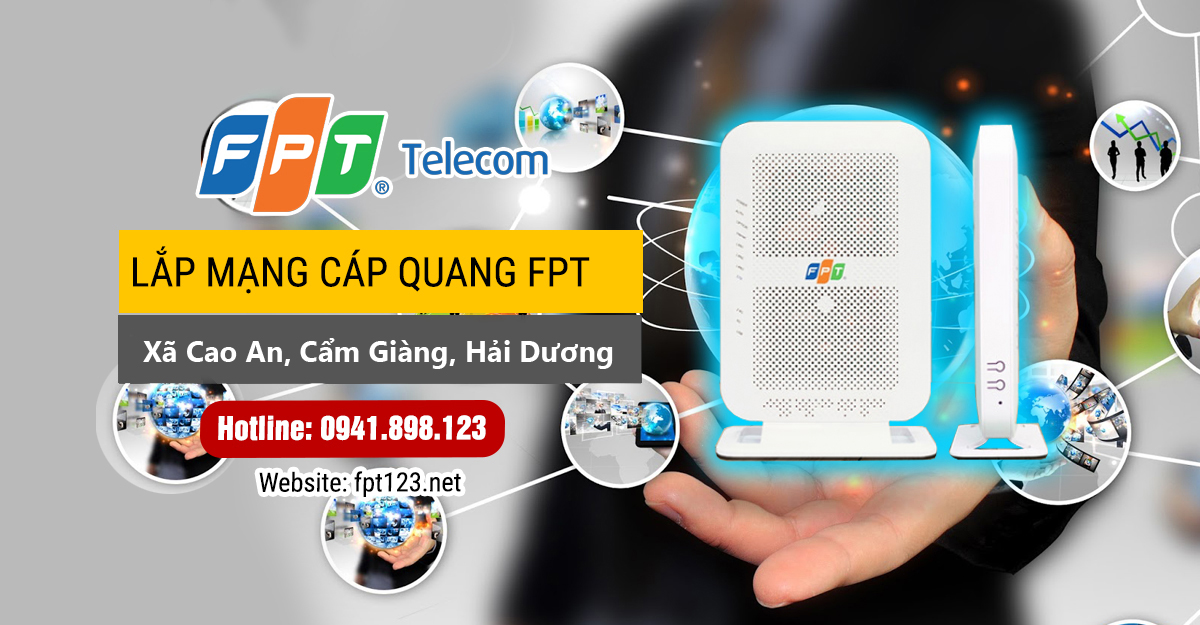 FPT® Telecom
LẮP MẠNG CÁP QUANG FPT
Xã Cao An, Cẩm Giàng, Hải Dương
Hotline: 0941.898.123
Website: fpt123.net
FPT